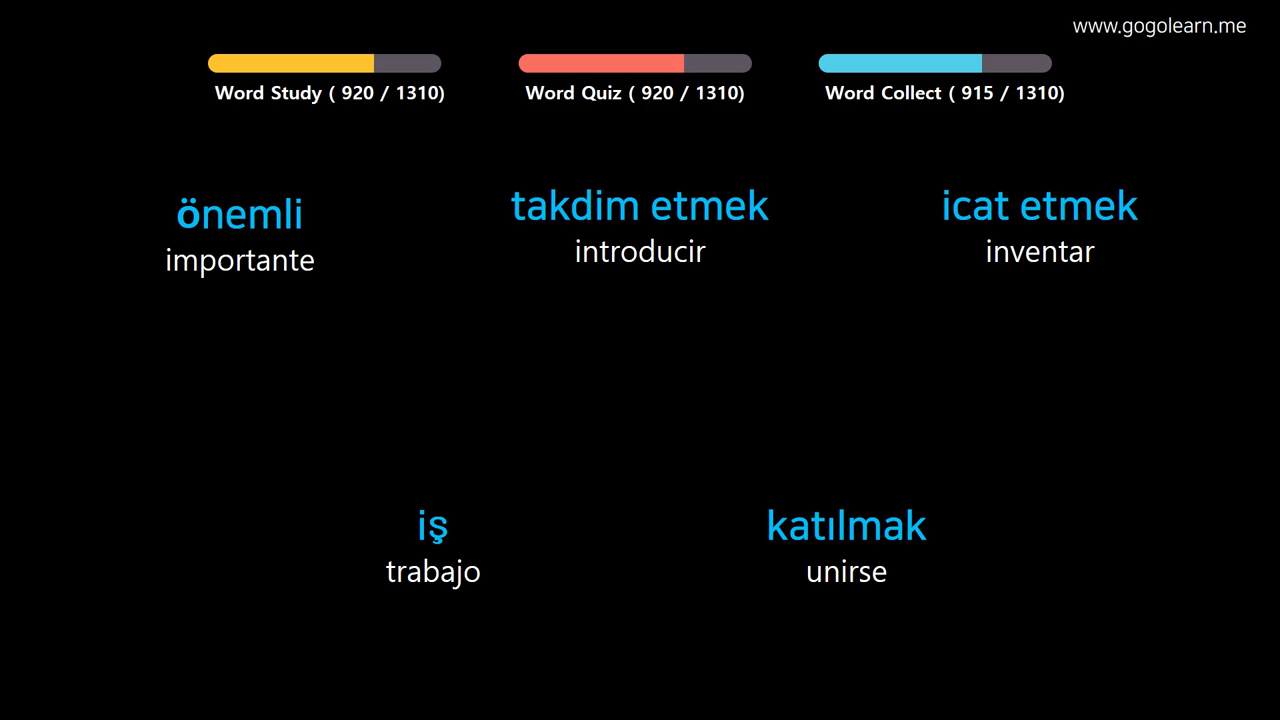 www.gogolearn.me
Word Study ( 920 / 1310)
Word Quiz ( 920 / 1310)
Word Collect ( 915 / 1310)
önemli
importante
takdim etmek
introducir
icat etmek
inventar
iş
trabajo
katılmak
unirse